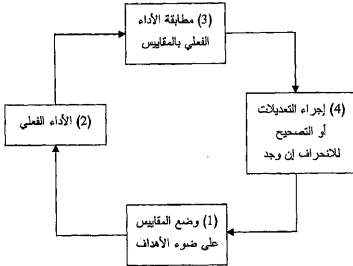 (3) مطابقة الأداء
الفعلي بالمقاييس
(4) إجراء التعديلات
أو التصحيح
للانحراف إن وجد
(2) الأداء الفعلي
(1) وضع المقاييس
على ضوء الأهداف